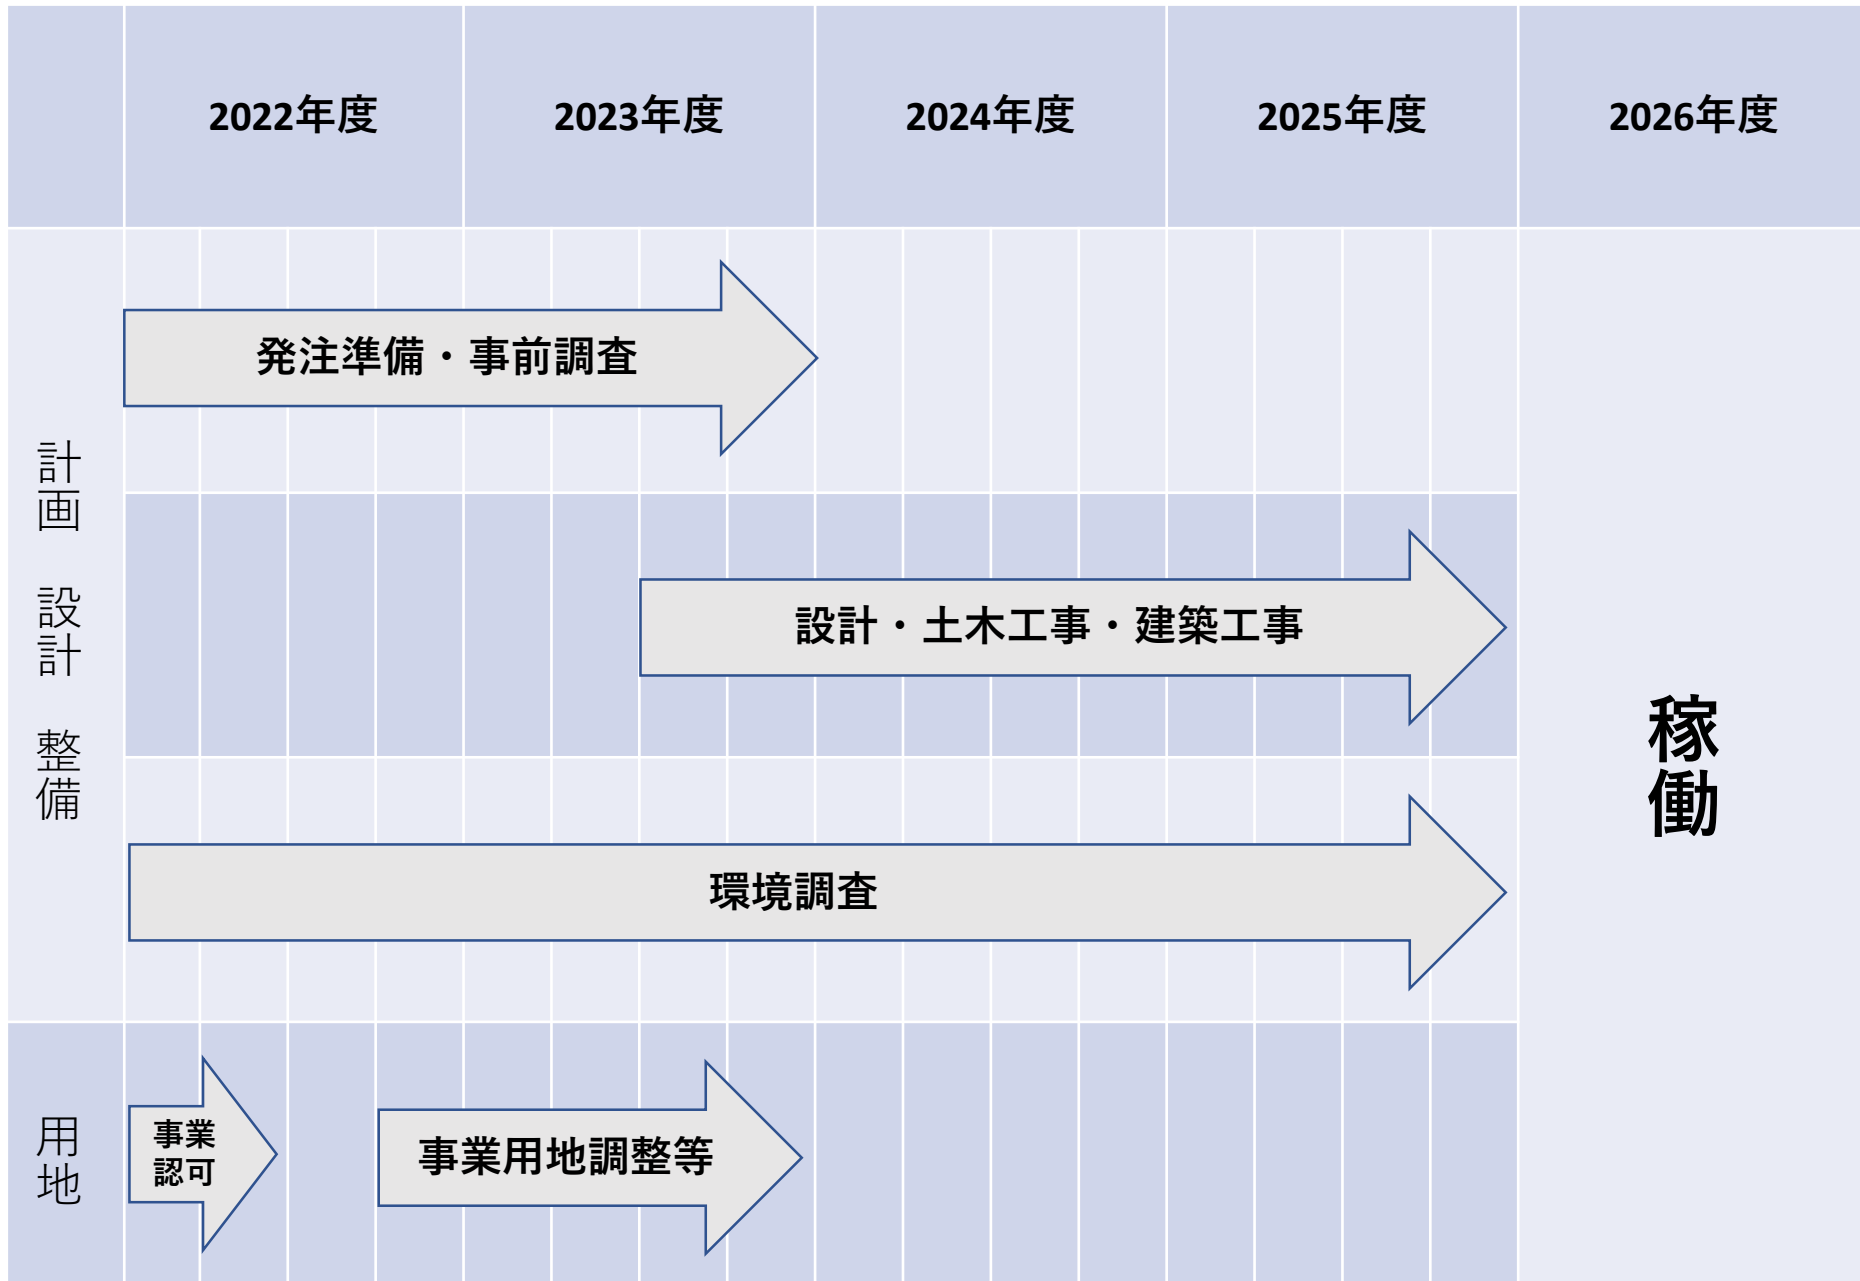 2022年度
2023年度
2024年度
2025年度
2026年度
計画 設計 整備
発注準備・事前調査
設計・土木工事・建築工事
環境調査
稼働
用地
事業
認可
事業用地調整等